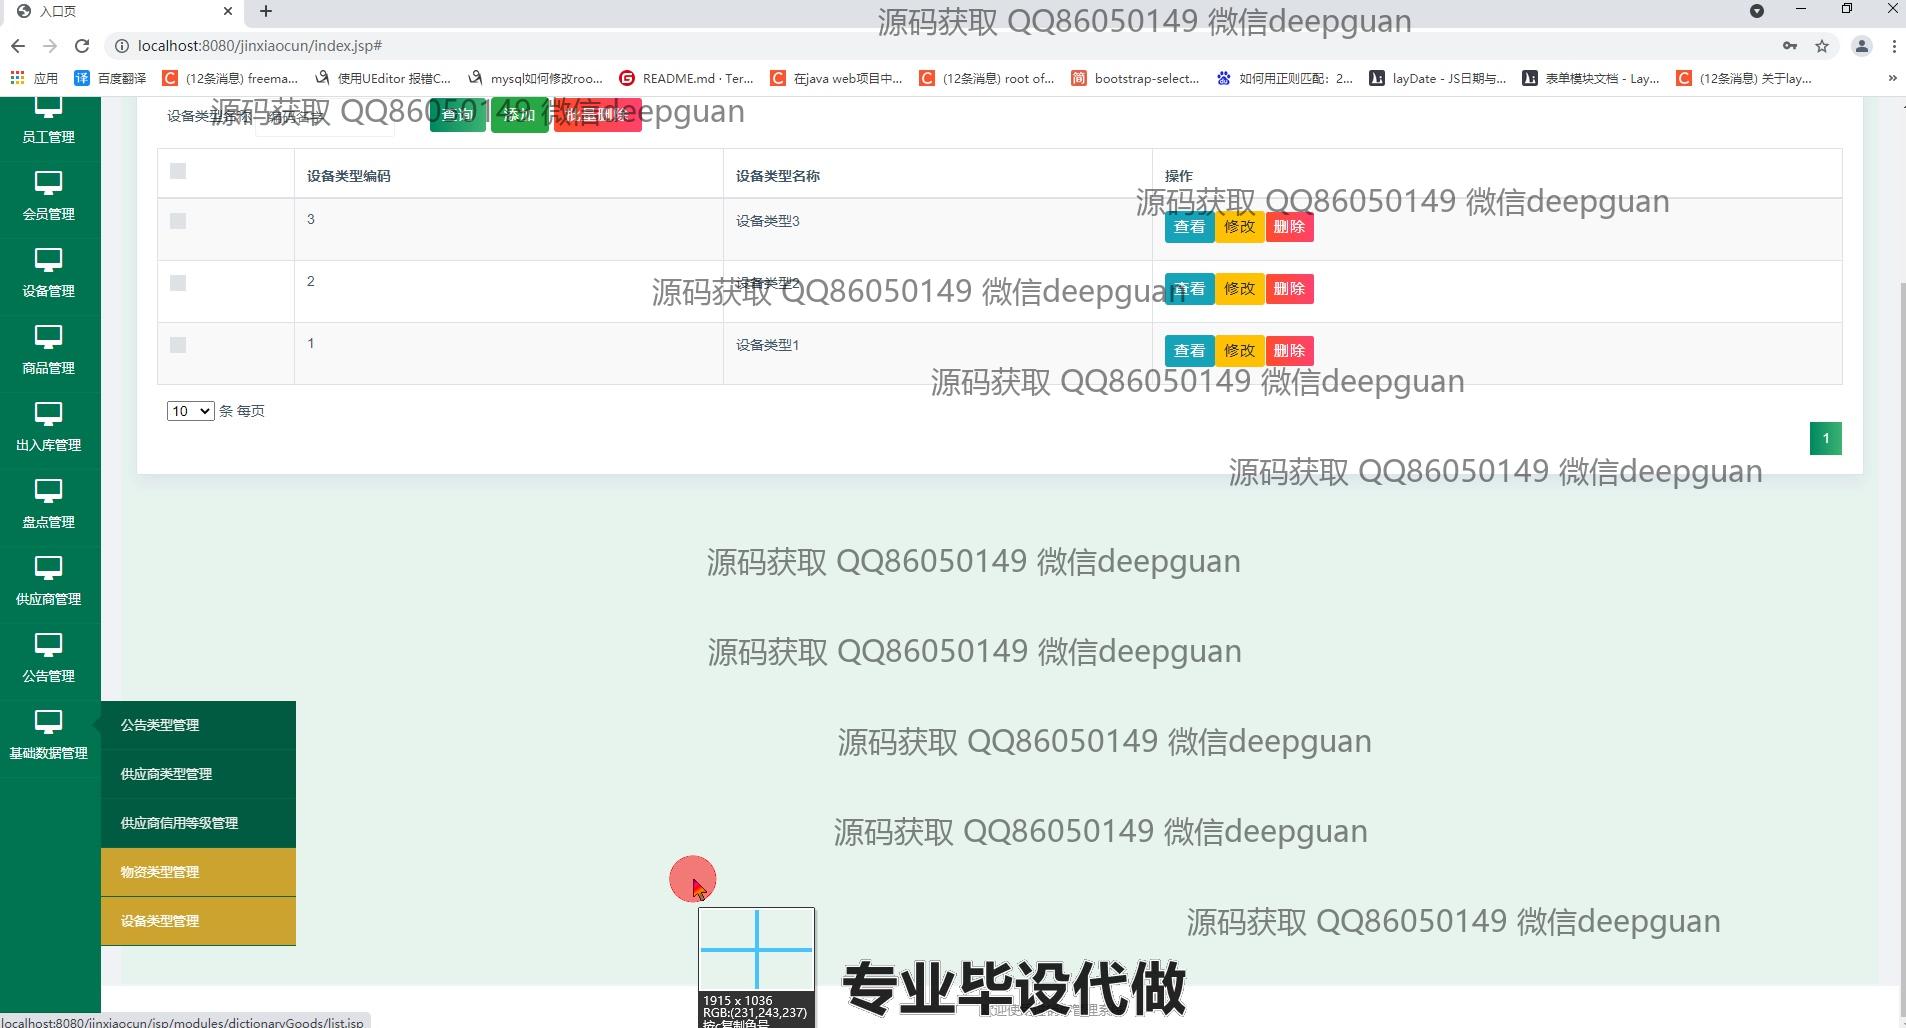 入口页
源码获取 QQ86050149 微信deepguan
localhost:8080/jinxiaocun/index.jsp#
应用 百度翻译 (12条消息) freema... 使用UEditor 报错C... mysql如何修改roo... README.md · Ter... 在java web项目中... (12条消息) root of... bootstrap-select... 如何用正则匹配：2... layDate - JS日期与... 表单模块文档 - Lay... (12条消息) 关于lay...
设备类型名称 查询 添加 批量删除
源码获取 QQ86050149 微信deepguan
员工管理
设备类型编码 设备类型名称 操作
源码获取 QQ86050149 微信deepguan
会员管理
3 设备类型3 查看 修改 删除
设备管理
2 设备类型2 查看 修改 删除
源码获取 QQ86050149 微信deepguan
1 设备类型1 查看 修改 删除
商品管理
源码获取 QQ86050149 微信deepguan
10 条 每页
1
出入库管理
源码获取 QQ86050149 微信deepguan
盘点管理
源码获取 QQ86050149 微信deepguan
供应商管理
源码获取 QQ86050149 微信deepguan
公告管理
公告类型管理
源码获取 QQ86050149 微信deepguan
基础数据管理
供应商类型管理
供应商信用等级管理
源码获取 QQ86050149 微信deepguan
物资类型管理
设备类型管理
源码获取 QQ86050149 微信deepguan
专业毕设代做
1915 x 1036
RGB:(231,243,237)
按c复制色号
localhost:8080/jinxiaocun/jsp/modules/dictionaryGoods/list.jsp